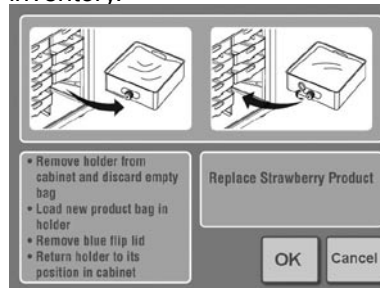 • Remove holder from
cabinet and discard empty
bag
• Load new product bag in
holder
• Remove blue flip lid
• Return holder to its
position in cabinet
Replace Strawberry Product
OK
Cancel